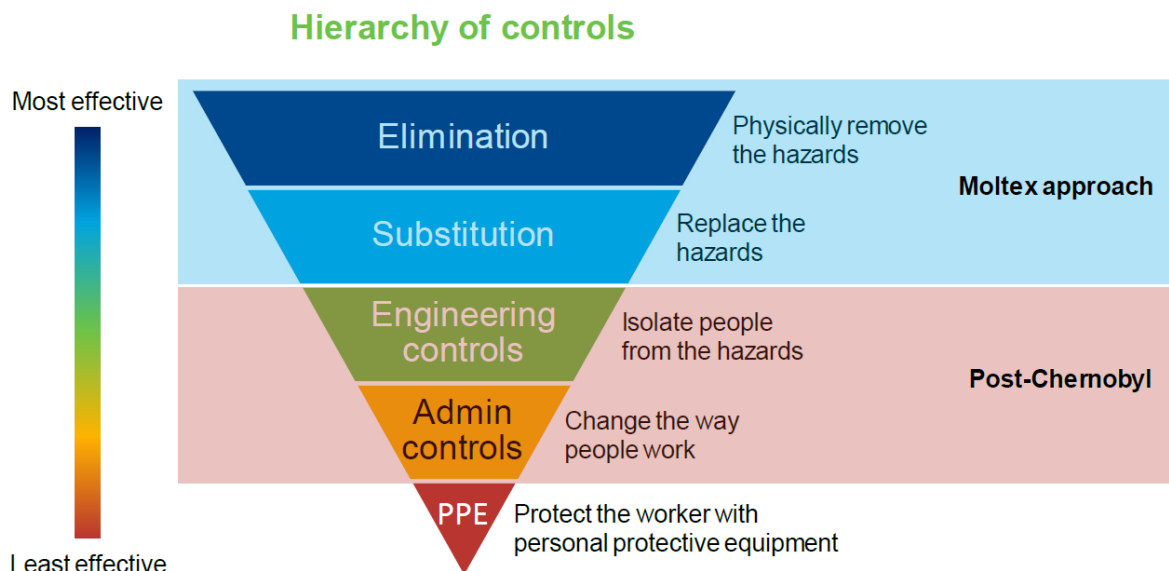 Hierarchy of controls
Most effective
Elimination
Physically remove
the hazards
Moltex approach
Substitution
Replace the
hazards
Engineering
controls
Isolate people
from the hazards
Post-Chernobyl
Admin
controls
Change the way
people work
PPE
Protect the worker with
personal protective equipment
Least effective